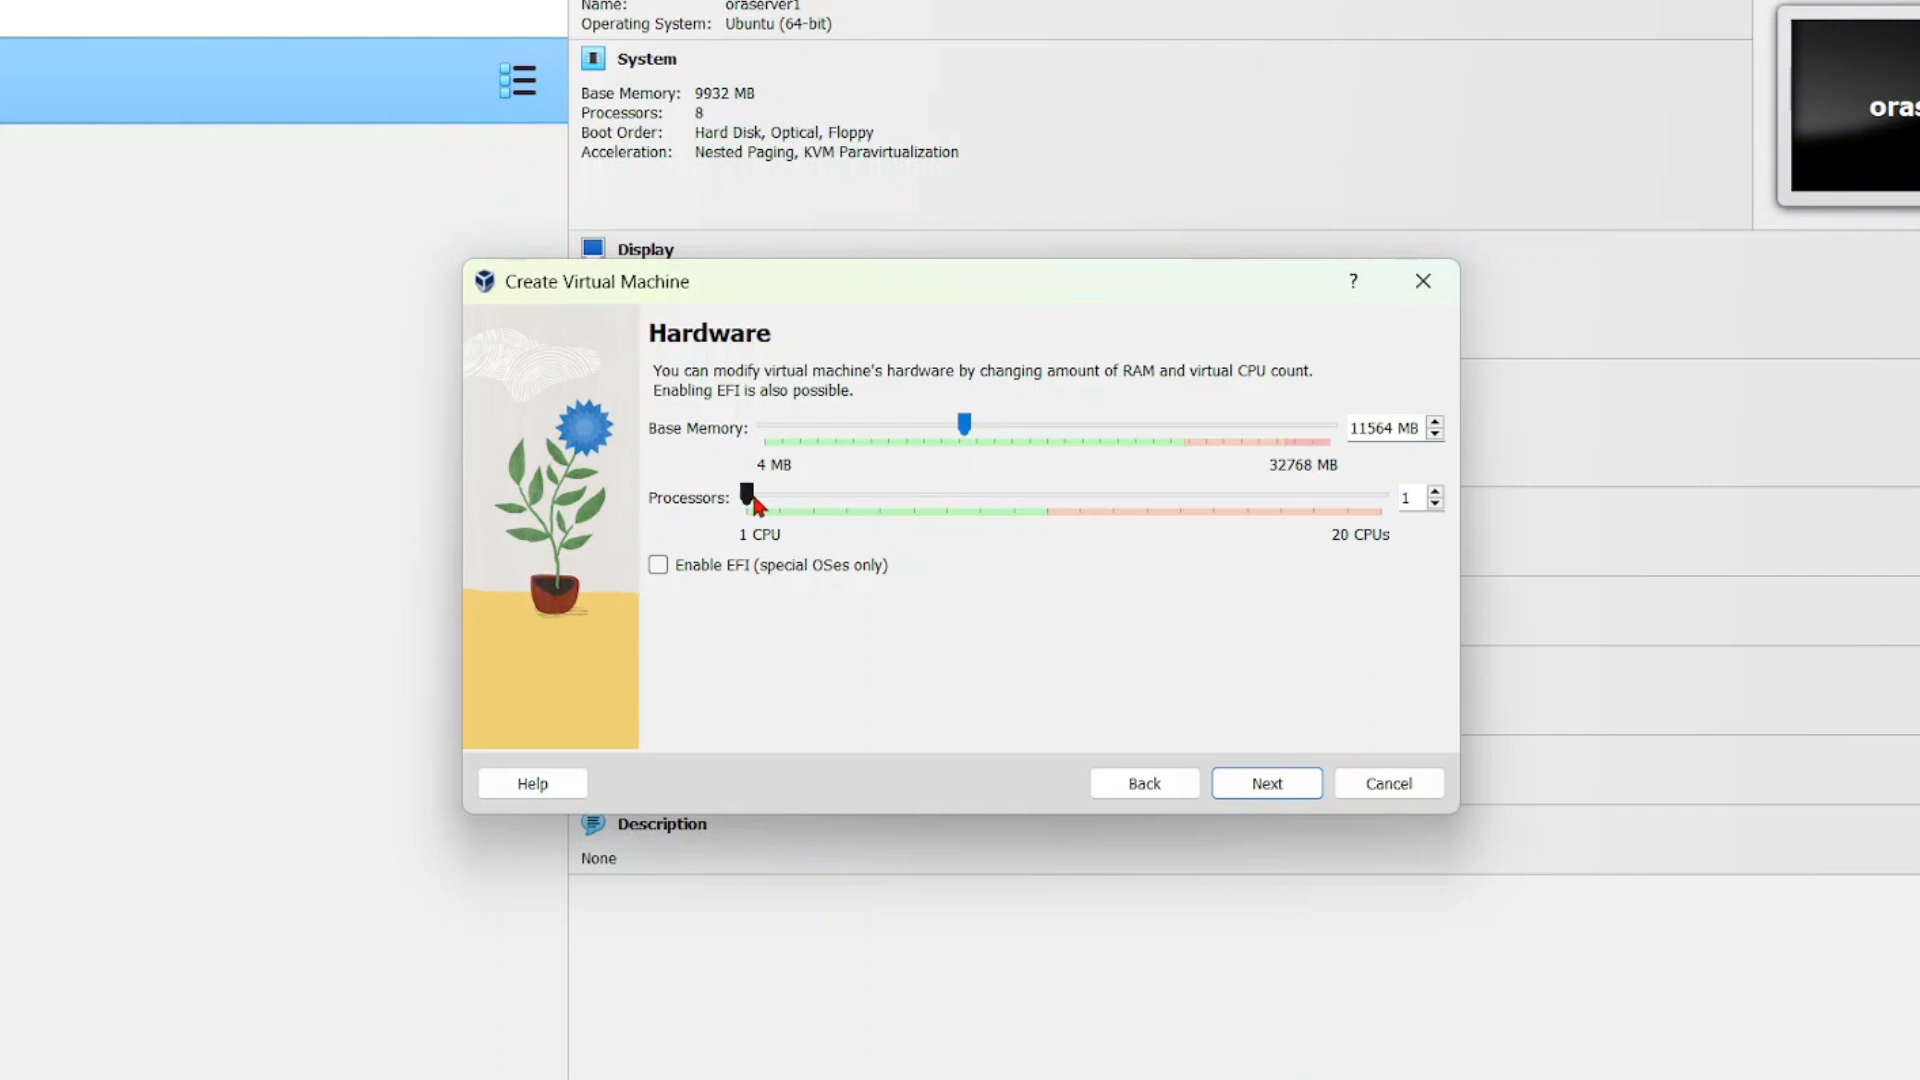 Name: oraserver1
Operating System: Ubuntu (64-bit)
System
Base Memory: 9932 MB
Processors: 8
Boot Order: Hard Disk, Optical, Floppy
Acceleration: Nested Paging, KVM Paravirtualization
oras
Display
Create Virtual Machine
?
Hardware
You can modify virtual machine's hardware by changing amount of RAM and virtual CPU count.
Enabling EFI is also possible.
Base Memory: 11564 MB
4 MB 32768 MB
Processors: 1
1 CPU 20 CPUs
Enable EFI (special OSes only)
Help Back Next Cancel
Description
None